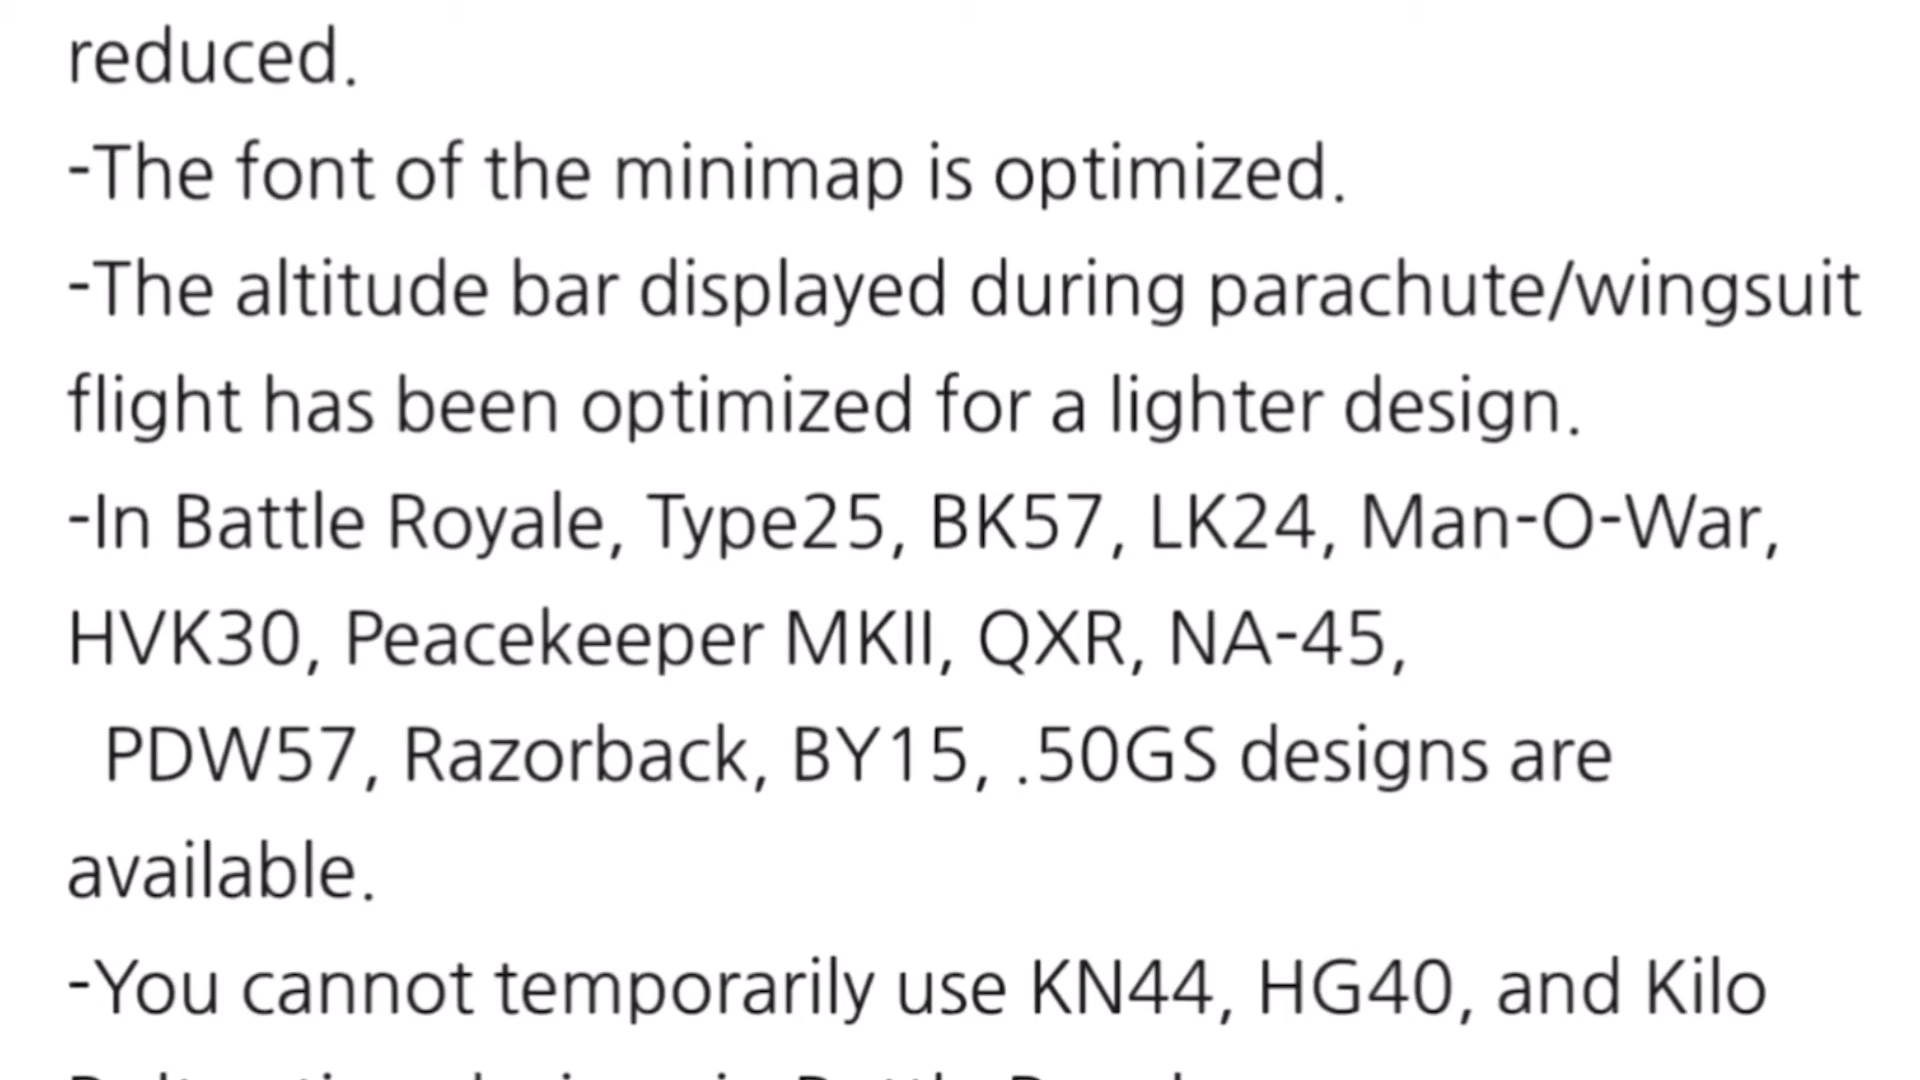 reduced.
-The font of the minimap is optimized.
-The altitude bar displayed during parachute/wingsuit
flight has been optimized for a lighter design.
-In Battle Royale, Type25, BK57, LK24, Man-O-War,
HVK30, Peacekeeper MKII, QXR, NA-45,
PDW57, Razorback, BY15, .50GS designs are
available.
-You cannot temporarily use KN44, HG40, and Kilo